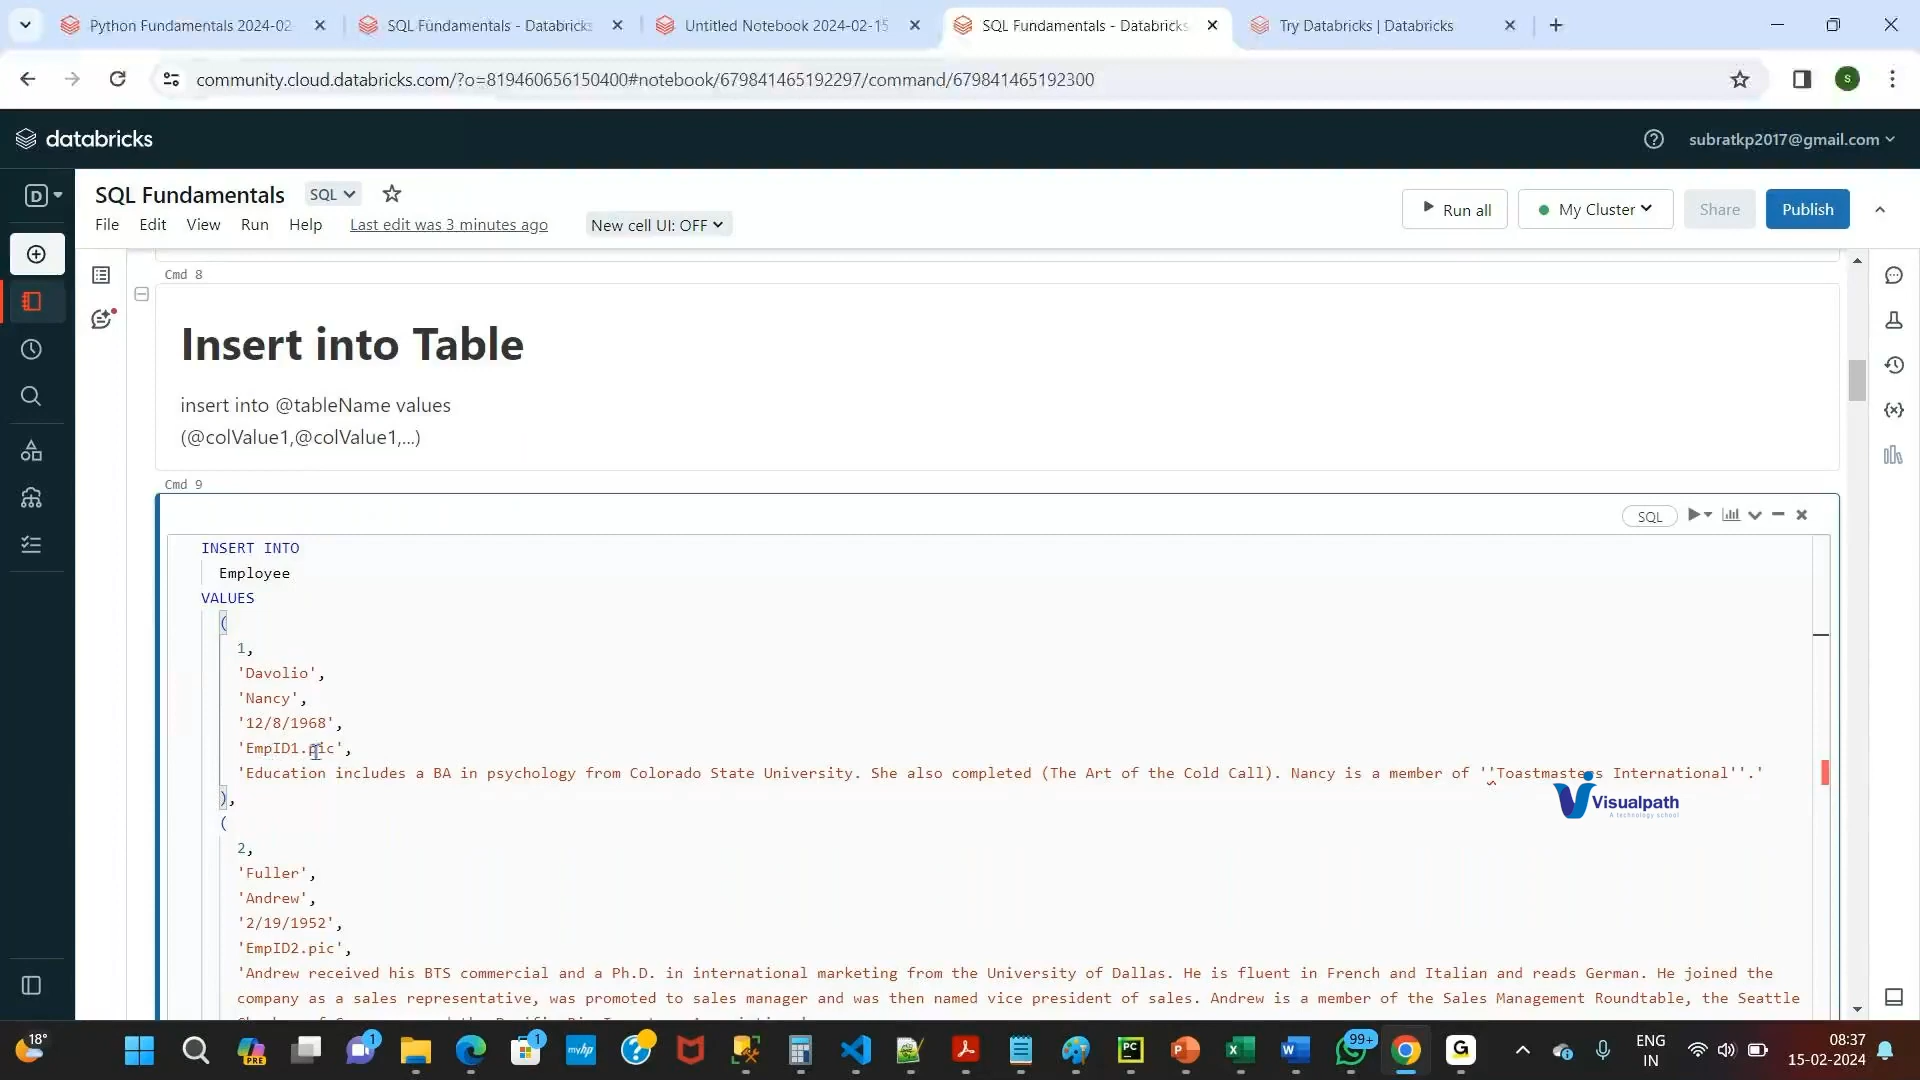 Python Fundamentals 2024-02
SQL Fundamentals - Databricks
Untitled Notebook 2024-02-15
SQL Fundamentals - Databricks
Try Databricks | Databricks
community.cloud.databricks.com/?o=819460656150400#notebook/679841465192297/command/679841465192300
S
databricks
subratkp2017@gmail.com
D
SQL Fundamentals
SQL
File Edit View Run Help Last edit was 3 minutes ago
New cell UI: OFF
Run all
My Cluster
Share
Publish
Cmd 8
Insert into Table
insert into @tableName values
(@colValue1,@colValue1,...)
Cmd 9
SQL
INSERT INTO
Employee
VALUES
(
1,
'Davolio',
'Nancy',
'12/8/1968',
'EmpID1.pic',
'Education includes a BA in psychology from Colorado State University. She also completed (The Art of the Cold Call). Nancy is a member of ''Toastmasters International''.'
),
Visualpath
A technology school
(
2,
'Fuller',
'Andrew',
'2/19/1952',
'EmpID2.pic',
'Andrew received his BTS commercial and a Ph.D. in international marketing from the University of Dallas. He is fluent in French and Italian and reads German. He joined the
company as a sales representative, was promoted to sales manager and was then named vice president of sales. Andrew is a member of the Sales Management Roundtable, the Seattle
18°
PRE
1
1
myhp
PC
99+
G
ENG
IN
08:37
15-02-2024